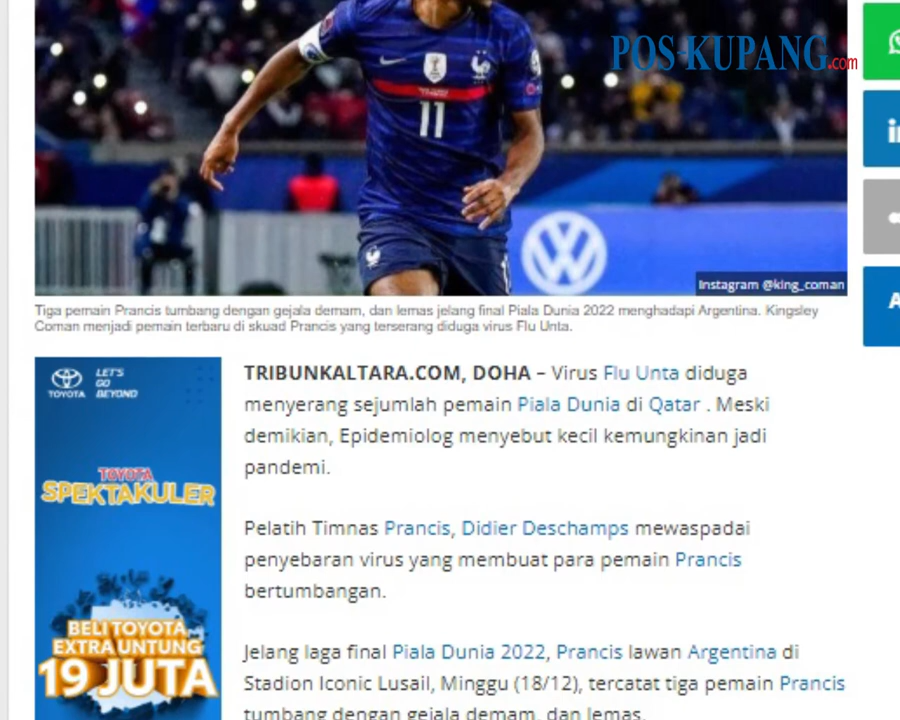 POS-KUPANG.com
11
Instagram @king_coman
Tiga pemain Prancis tumbang dengan gejala demam, dan lemas jelang final Piala Dunia 2022 menghadapi Argentina. Kingsley
Coman menjadi pemain terbaru di skuad Prancis yang terserang diduga virus Flu Unta.
TOYOTA
LET'S
GO
BEYOND
TOYOTA
SPEKTAKULER
BELI TOYOTA
EXTRA UNTUNG
19 JUTA
TRIBUNKALTARA.COM, DOHA – Virus Flu Unta diduga
menyerang sejumlah pemain Piala Dunia di Qatar . Meski
demikian, Epidemiolog menyebut kecil kemungkinan jadi
pandemi.
Pelatih Timnas Prancis, Didier Deschamps mewaspadai
penyebaran virus yang membuat para pemain Prancis
bertumbangan.
Jelang laga final Piala Dunia 2022, Prancis lawan Argentina di
Stadion Iconic Lusail, Minggu (18/12), tercatat tiga pemain Prancis
tumbang dengan gejala demam, dan lemas.